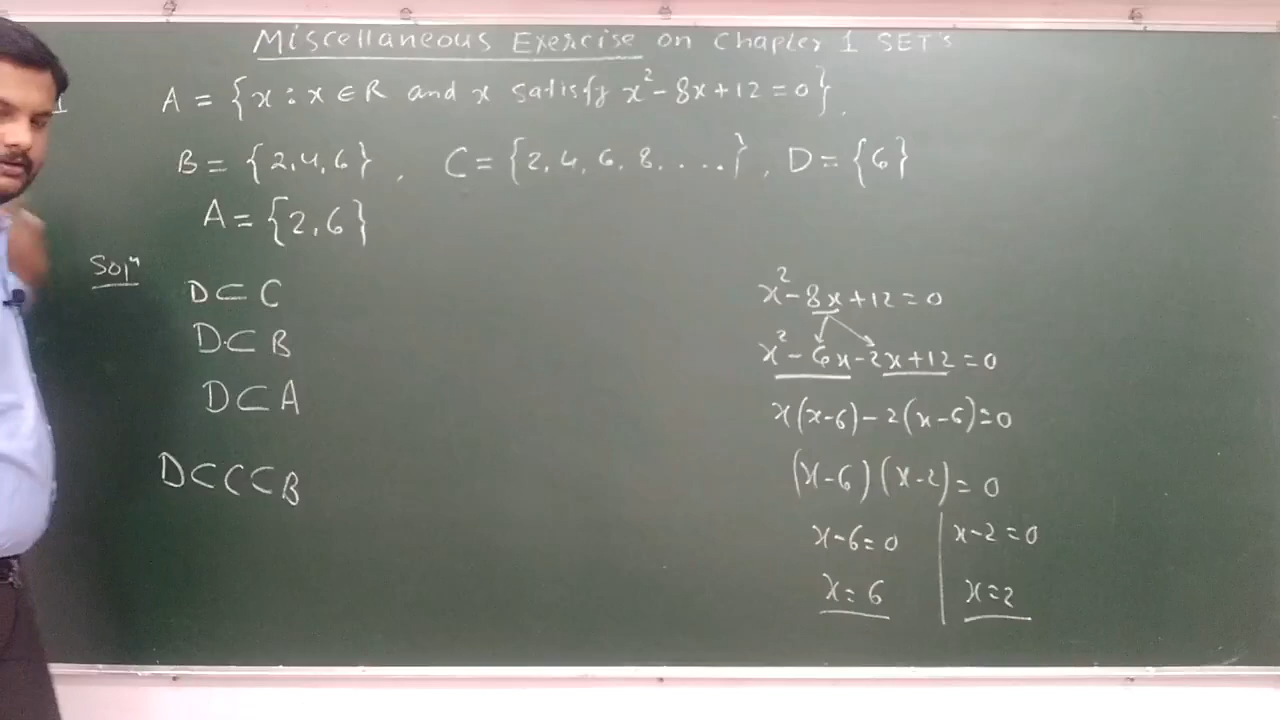 Miscellaneous Exercise on Chapter 1 SET's
1 A = {x : x ∈ R and x satisfy x² - 8x + 12 = 0}.
B = {2,4,6}, C = {2, 4, 6, 8, ....}, D = {6}
A = {2,6}
Solⁿ
D ⊂ C
D ⊂ B
D ⊂ A
D ⊂ C ⊂ B
x² - 8x + 12 = 0
x² - 6x - 2x + 12 = 0
x(x-6) - 2(x-6) = 0
(x-6)(x-2) = 0
x-6=0 | x-2=0
x=6 | x=2